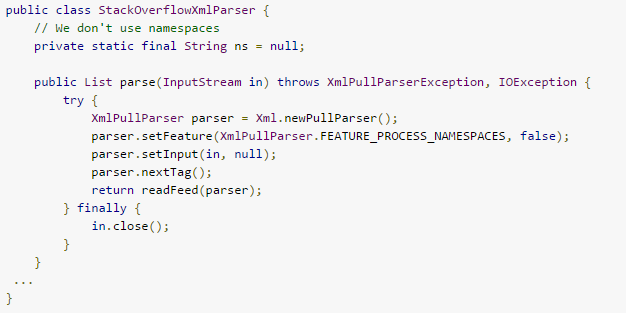 public class StackOverflowXmlParser {
    // We don't use namespaces
    private static final String ns = null;

    public List parse(InputStream in) throws XmlPullParserException, IOException {
        try {
            XmlPullParser parser = Xml.newPullParser();
            parser.setFeature(XmlPullParser.FEATURE_PROCESS_NAMESPACES, false);
            parser.setInput(in, null);
            parser.nextTag();
            return readFeed(parser);
        } finally {
            in.close();
        }
    }
 ...
}